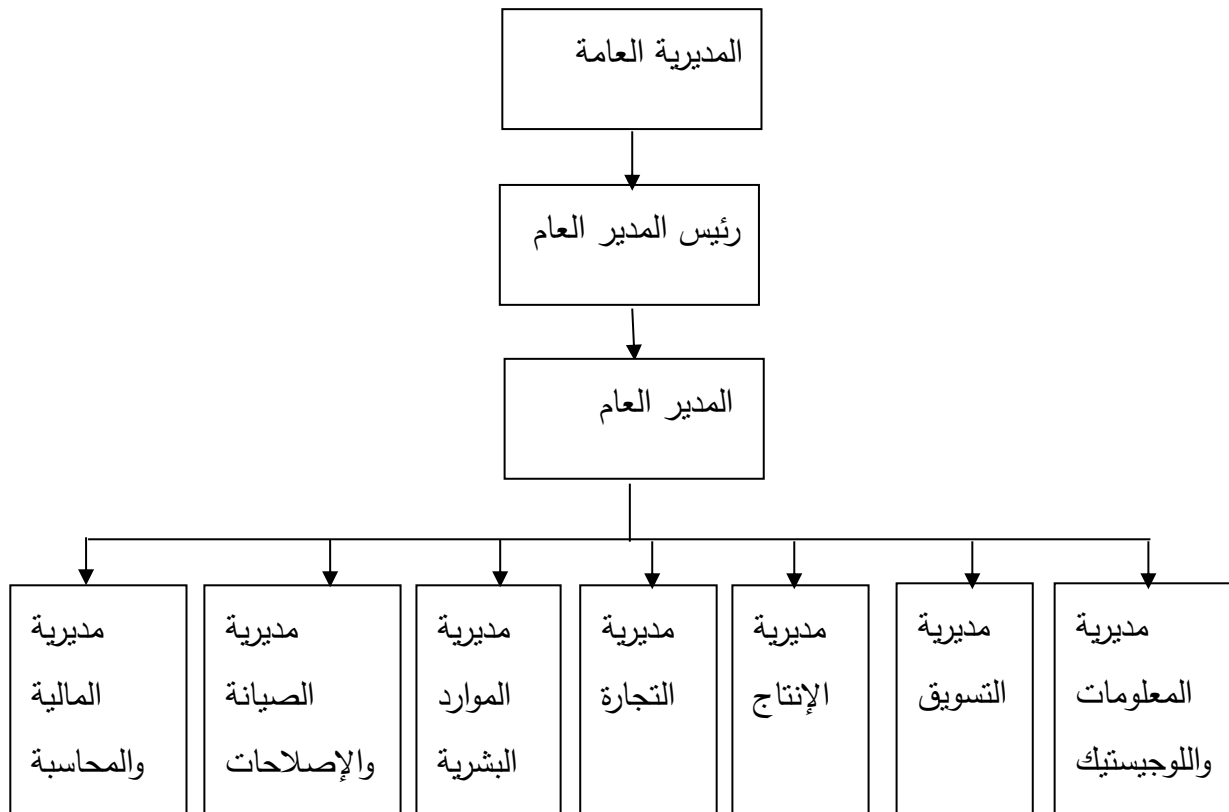 المديرية العامة
رئيس المدير العام
المدير العام
مديرية
المعلومات
واللوجيستيك
مديرية
التسويق
مديرية
الإنتاج
مديرية
التجارة
مديرية
الموارد
البشرية
مديرية
الصيانة
والإصلاحات
مديرية
المالية
والمحاسبة